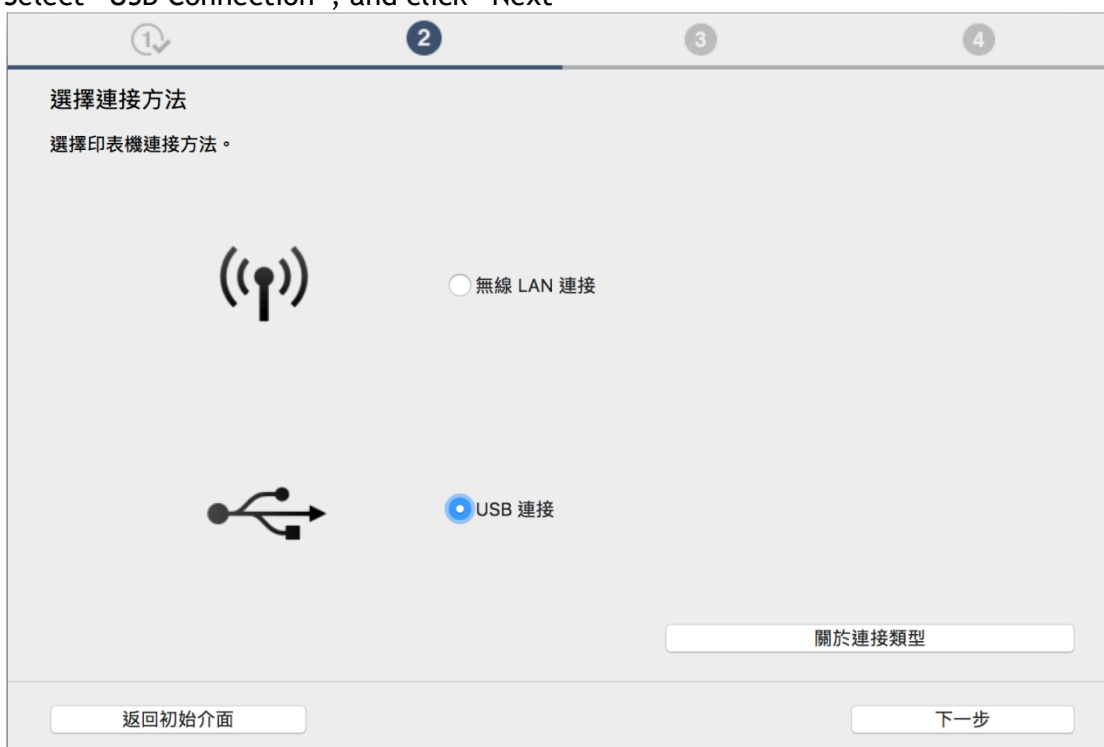 Select "USB Connection", and click "Next"
1 2 3 4
選擇連接方法
選擇印表機連接方法。
無線 LAN 連接
USB 連接
關於連接類型
返回初始介面 下一步